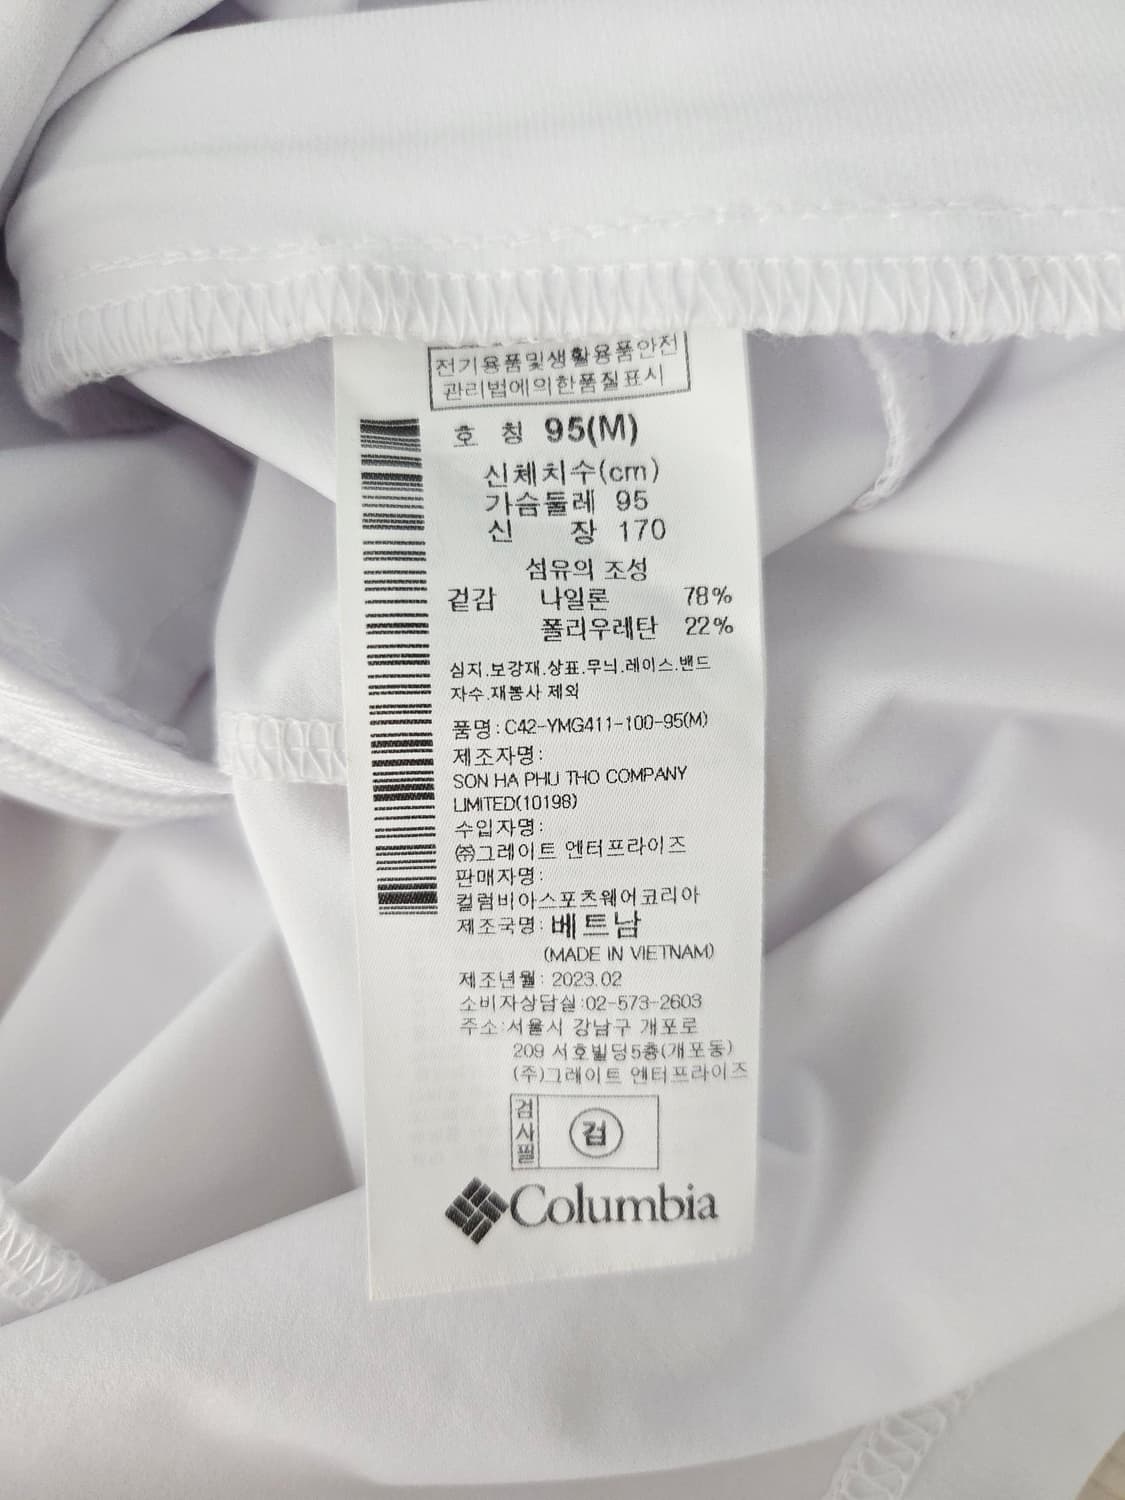 전기용품및생활용품안전
관리법에의한품질표시
호 칭 95(M)
신체치수(cm)
가슴둘레 95
신 장 170
섬유의 조성
겉감 나일론 78%
폴리우레탄 22%
심지.보강재.상표.무늬.레이스.밴드
자수.재봉사 제외
품명:C42-YMG411-100-95(M)
제조자명:
SON HA PHU THO COMPANY
LIMITED(10198)
수입자명:
㈜그레이트 엔터프라이즈
판매자명:
컬럼비아스포츠웨어코리아
제조국명:베트남
(MADE IN VIETNAM)
제조년월: 2023.02
소비자상담실:02-573-2603
주소:서울시 강남구 개포로
209 서호빌딩5층(개포동)
(주)그레이트 엔터프라이즈
검사필 검
Columbia